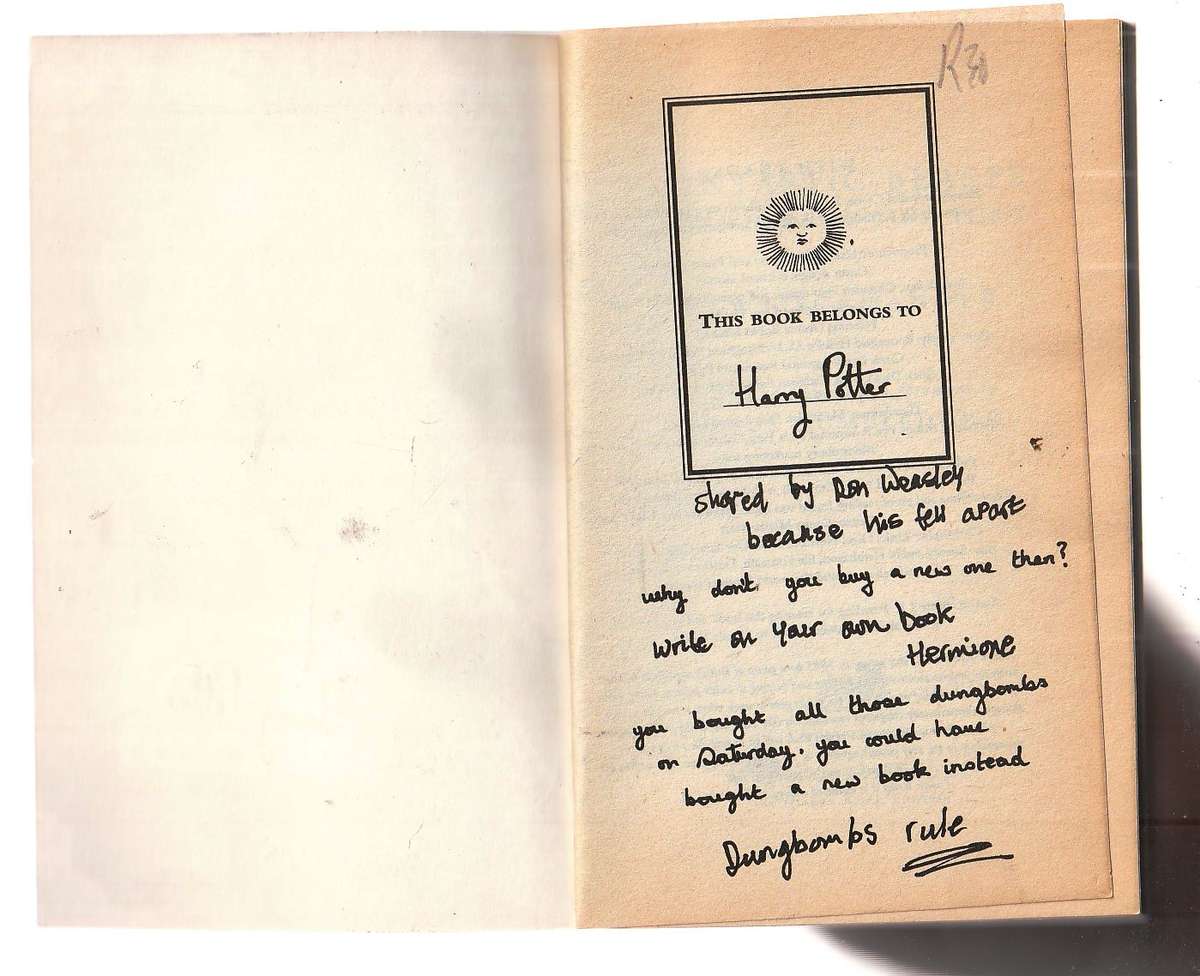 R30
THIS BOOK BELONGS TO
Harry Potter
shared by Ron Weasley
because his fell apart
why don't you buy a new one then?
write on your own book
Hermione
you bought all those dungbombs
on Saturday. you could have
bought a new book instead
Dungbombs rule